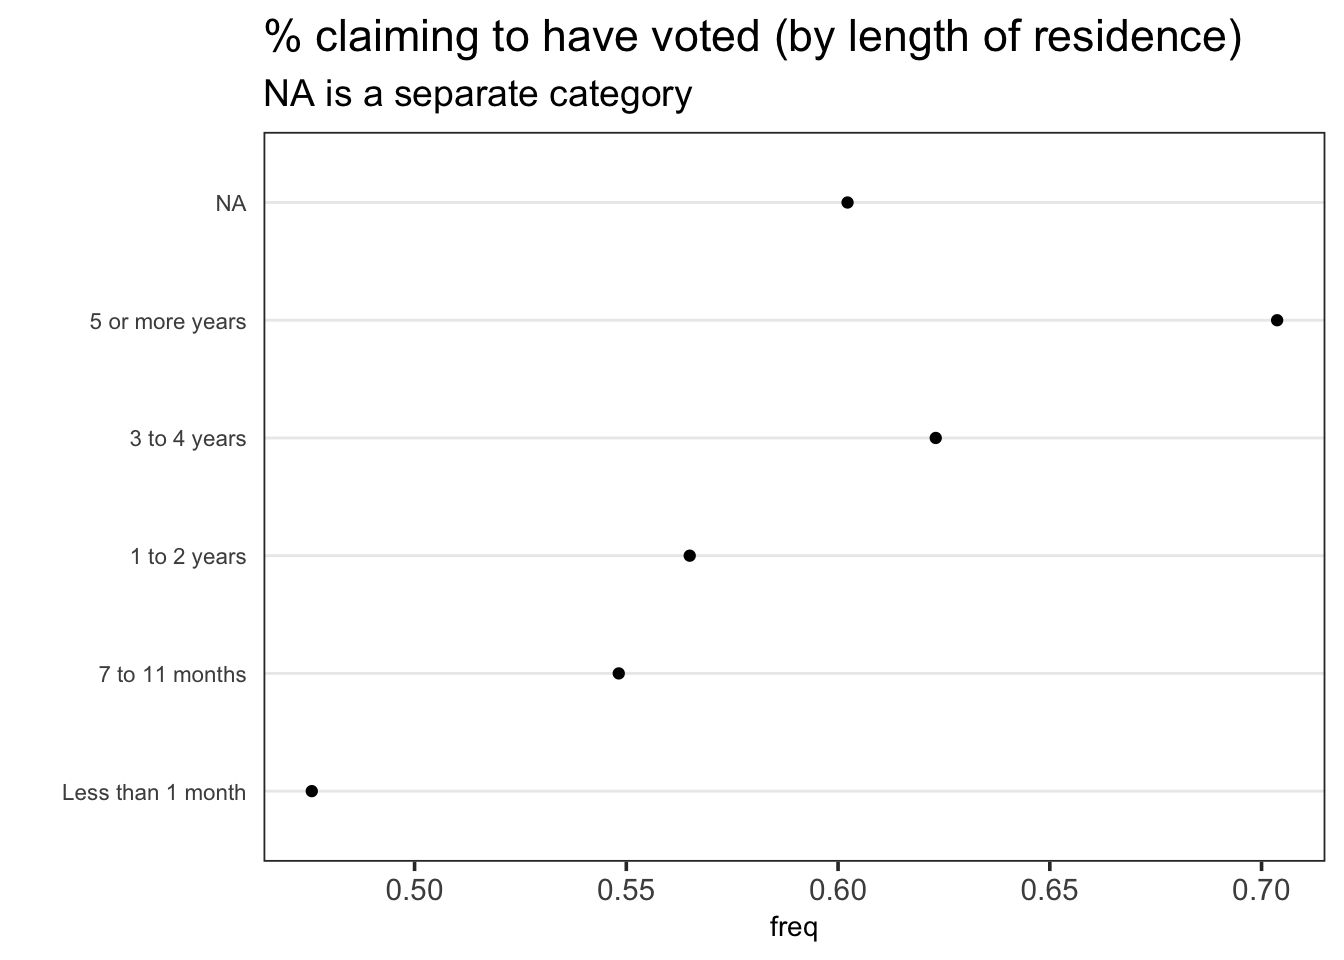 % claiming to have voted (by length of residence)
NA is a separate category
NA
5 or more years
3 to 4 years
1 to 2 years
7 to 11 months
Less than 1 month
0.50 0.55 0.60 0.65 0.70
freq